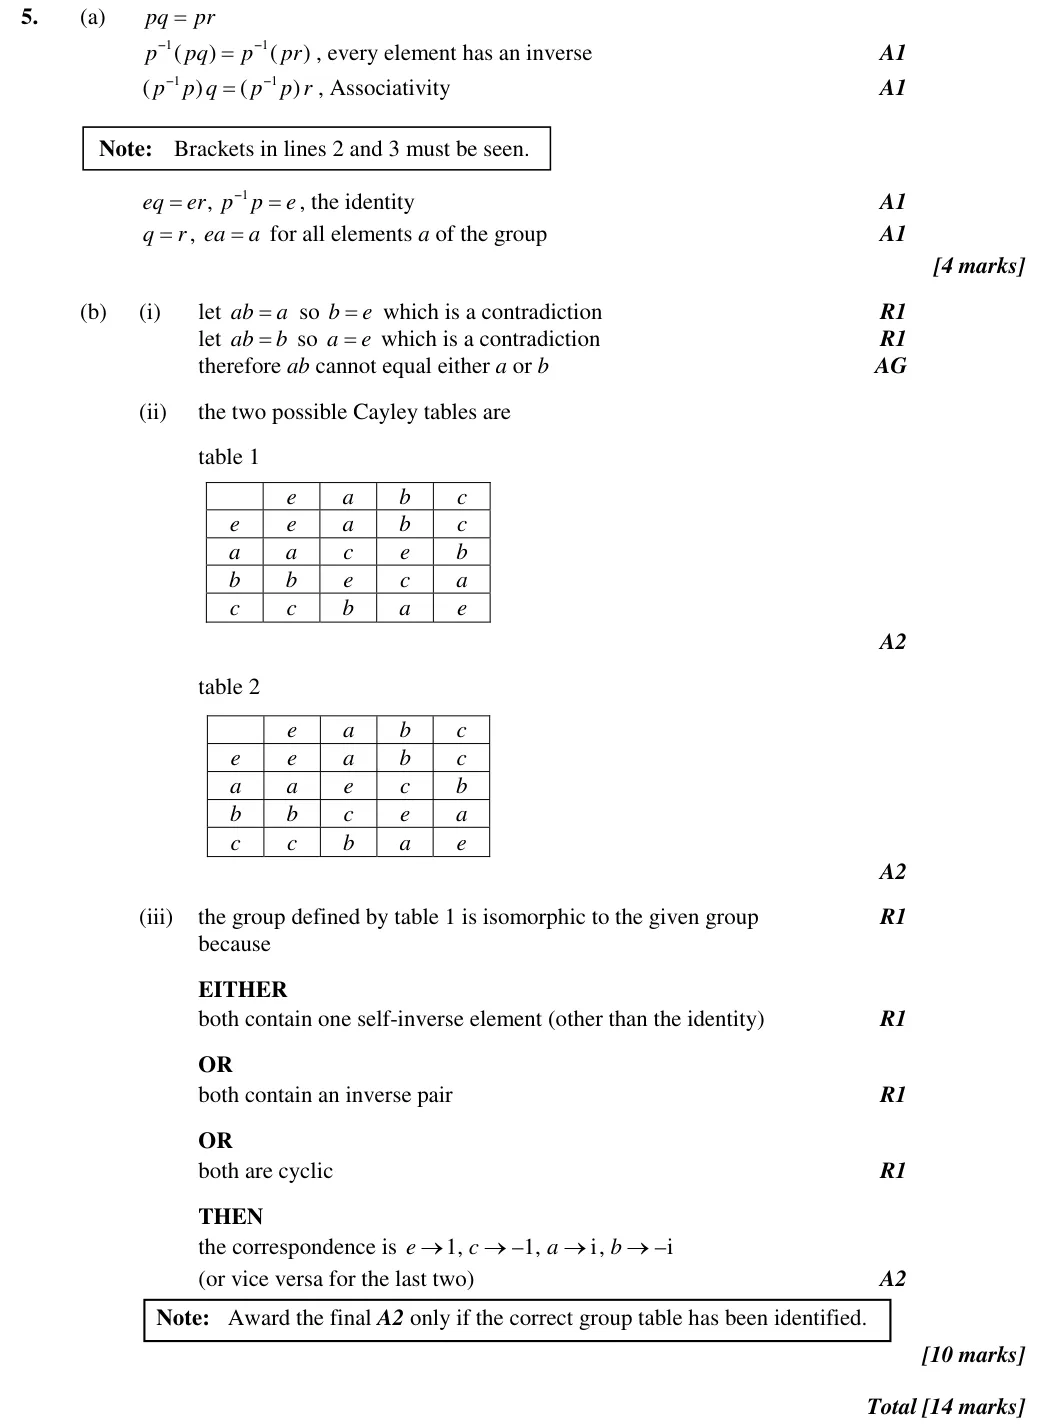 5. (a) pq = pr
p⁻¹(pq) = p⁻¹(pr), every element has an inverse A1
(p⁻¹p)q = (p⁻¹p)r, Associativity A1
Note: Brackets in lines 2 and 3 must be seen.
eq = er, p⁻¹p = e, the identity A1
q = r, ea = a for all elements a of the group A1
[4 marks]
(b) (i) let ab = a so b = e which is a contradiction R1
let ab = b so a = e which is a contradiction R1
therefore ab cannot equal either a or b AG
(ii) the two possible Cayley tables are
table 1
e a b c
e e a b c
a a c e b
b b e c a
c c b a e
A2
table 2
e a b c
e e a b c
a a e c b
b b c e a
c c b a e
A2
(iii) the group defined by table 1 is isomorphic to the given group R1
because
EITHER
both contain one self-inverse element (other than the identity) R1
OR
both contain an inverse pair R1
OR
both are cyclic R1
THEN
the correspondence is e → 1, c → −1, a → i, b → −i
(or vice versa for the last two) A2
Note: Award the final A2 only if the correct group table has been identified.
[10 marks]
Total [14 marks]